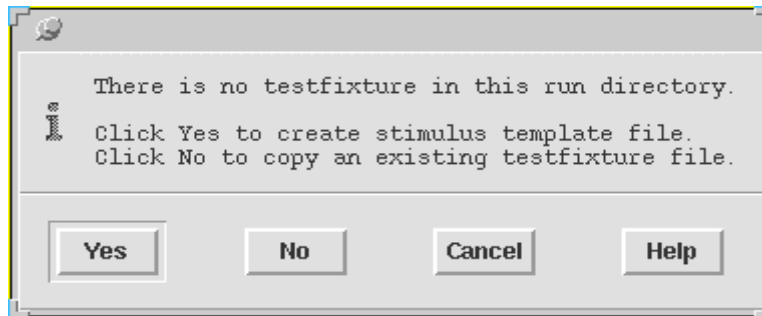 There is no testfixture in this run directory.
Click Yes to create stimulus template file.
Click No to copy an existing testfixture file.
Yes No Cancel Help